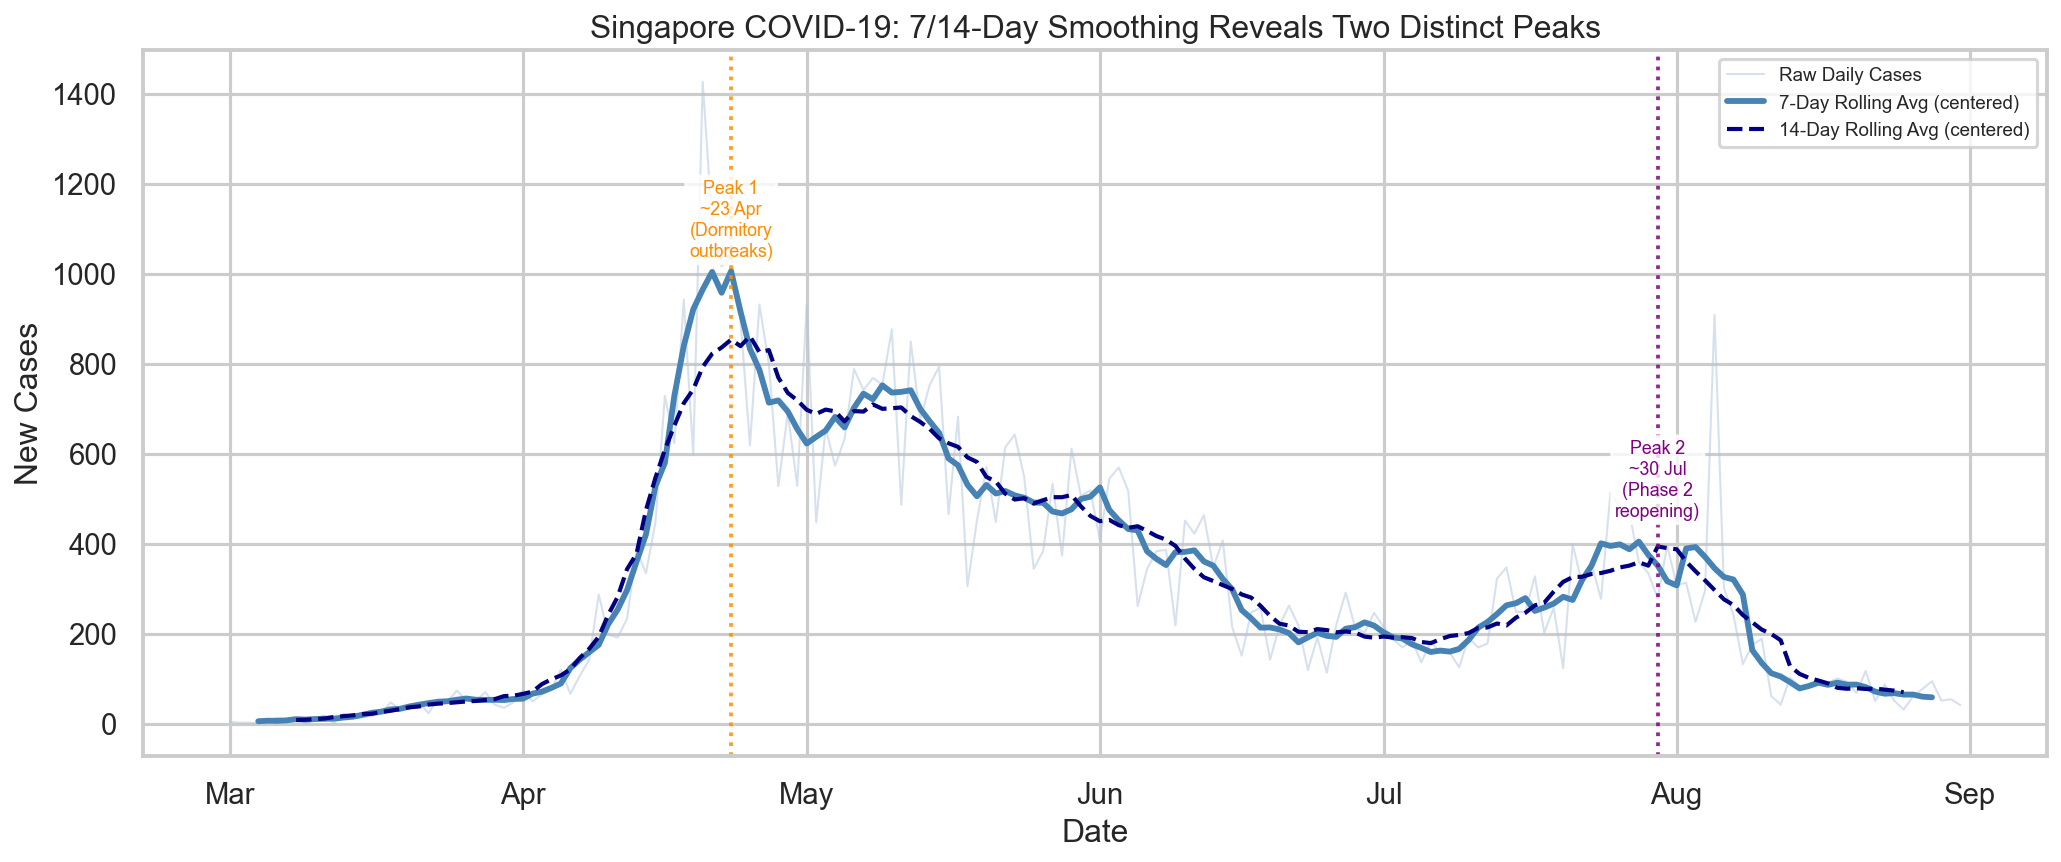 Singapore COVID-19: 7/14-Day Smoothing Reveals Two Distinct Peaks
Raw Daily Cases
7-Day Rolling Avg (centered)
14-Day Rolling Avg (centered)
New Cases
1400
1200
1000
800
600
400
200
0
Peak 1
~23 Apr
(Dormitory
outbreaks)
Peak 2
~30 Jul
(Phase 2
reopening)
Mar
Apr
May
Jun
Jul
Aug
Sep
Date